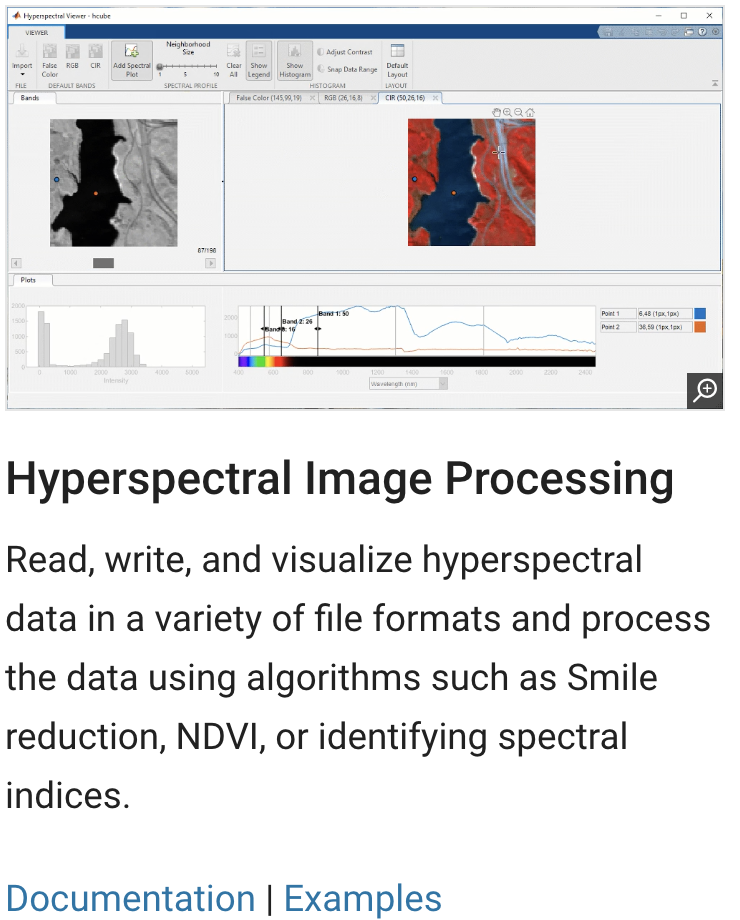 Hyperspectral Viewer - hcube
VIEWER
Import
False Color
RGB
CIR
Add Spectral Plot
Neighborhood Size
1 5 10
Clear All
Show Legend
Show Histogram
Adjust Contrast
Snap Data Range
Default Layout
FILE DEFAULT BANDS SPECTRAL PROFILE HISTOGRAM LAYOUT
Bands
False Color (145,99,19) RGB (26,16,8) CIR (50,26,16)
87/198
Plots
2000
1500
1000
500
0
0 1000 2000 3000 4000 5000
Intensity
2000
1000
0
Band 1: 50
Band 2: 26
Band 3: 16
400 600 800 1000 1200 1400 1600 1800 2000 2200 2400
Wavelength (nm)
Point 1 6,48 (1px,1px)
Point 2 36,59 (1px,1px)
Hyperspectral Image Processing
Read, write, and visualize hyperspectral
data in a variety of file formats and process
the data using algorithms such as Smile
reduction, NDVI, or identifying spectral
indices.
Documentation | Examples